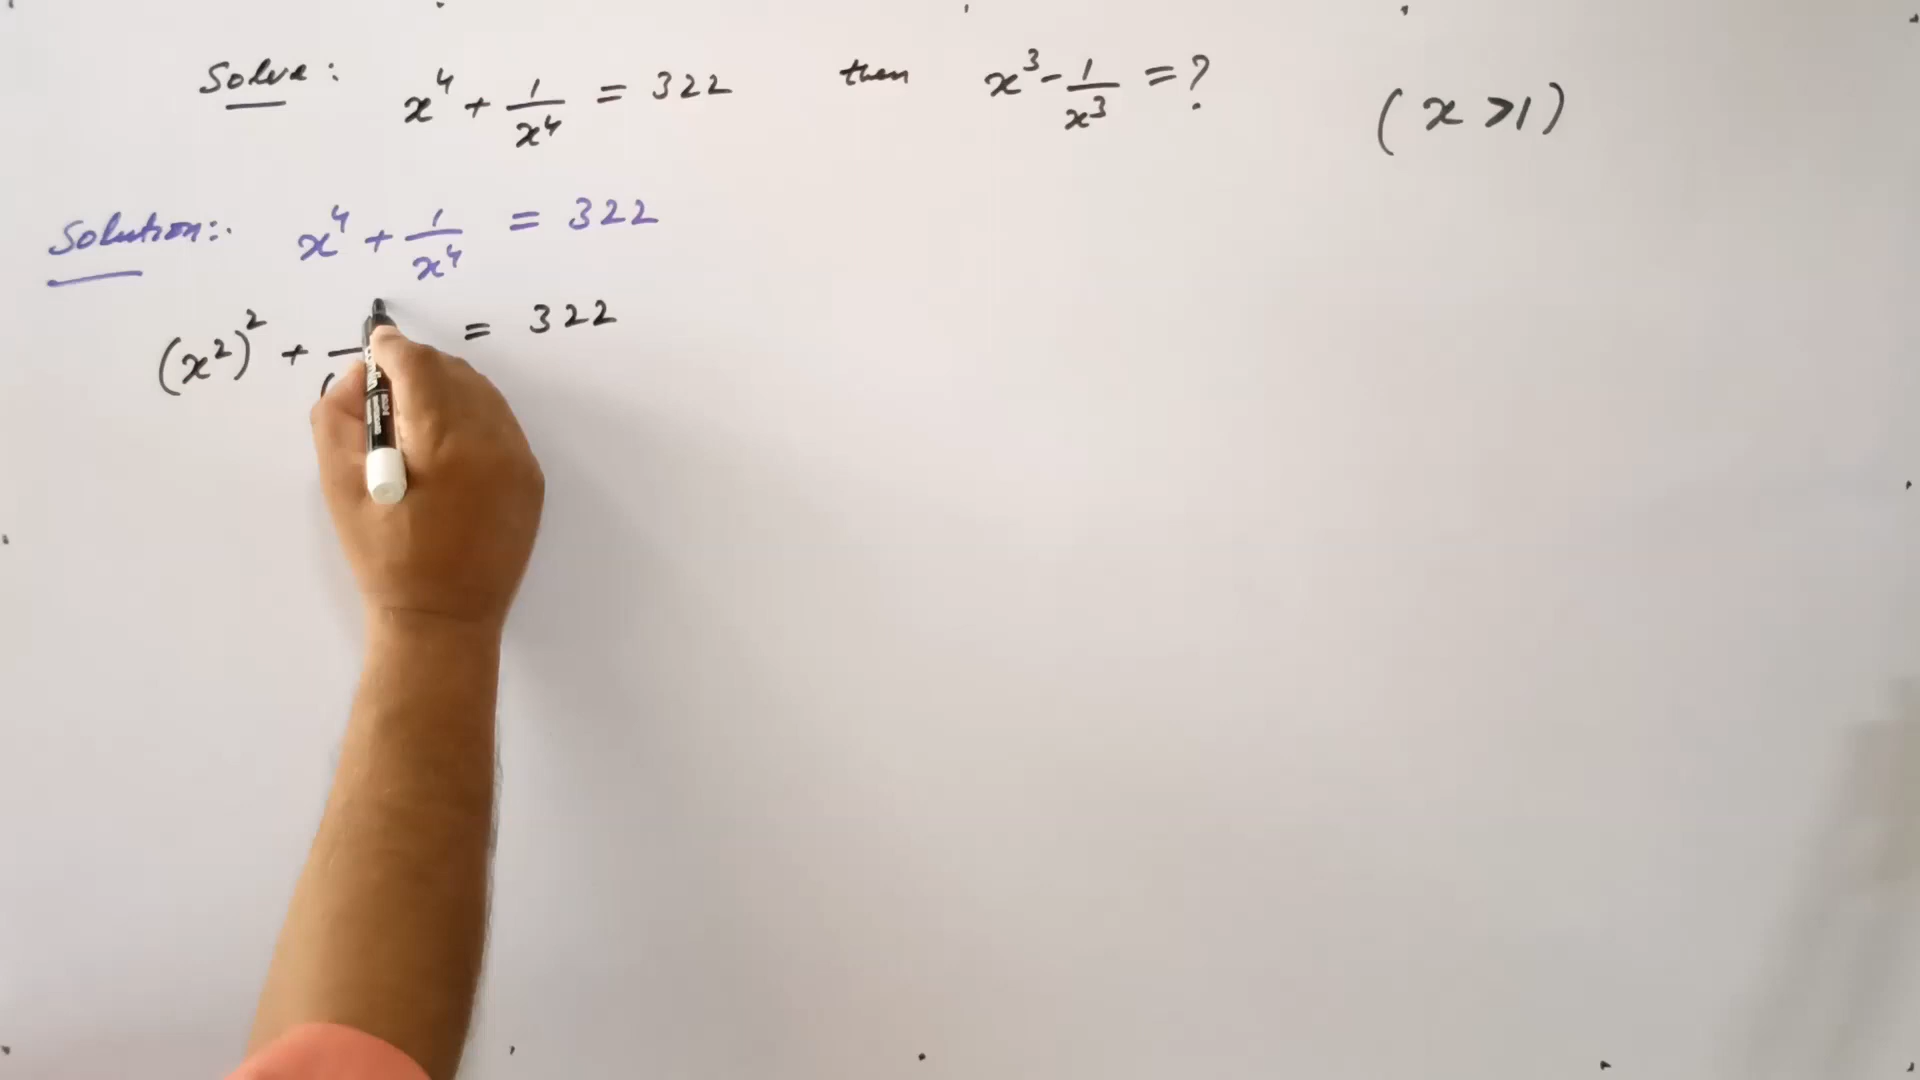 Solve: x⁴ + 1/x⁴ = 322 then x³ - 1/x³ = ? (x > 1)
Solution:. x⁴ + 1/x⁴ = 322
(x²)² + = 322